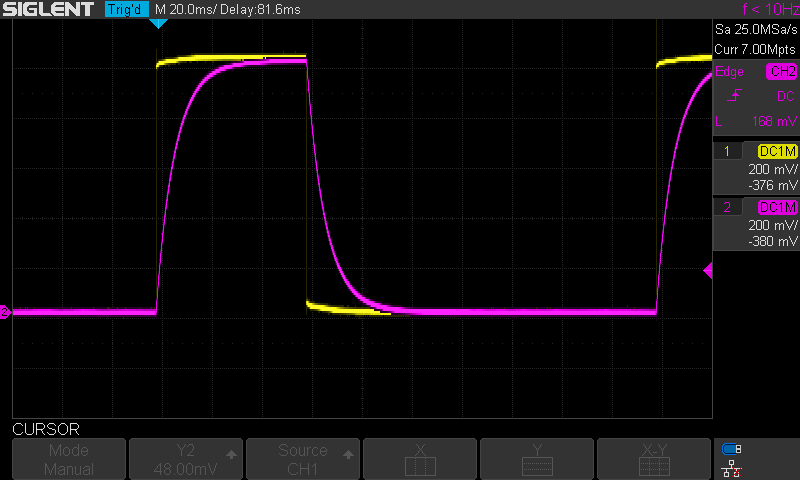 SIGLENT Trig'd M 20.0ms/ Delay:81.6ms f < 10Hz
Sa 25.0MSa/s
Curr 7.00Mpts
Edge CH2
DC
L 168 mV
1 DC1M
200 mV/
-376 mV
2 DC1M
200 mV/
-380 mV
2
CURSOR
Mode Y2 Source X Y X-Y
Manual 48.00mV CH1